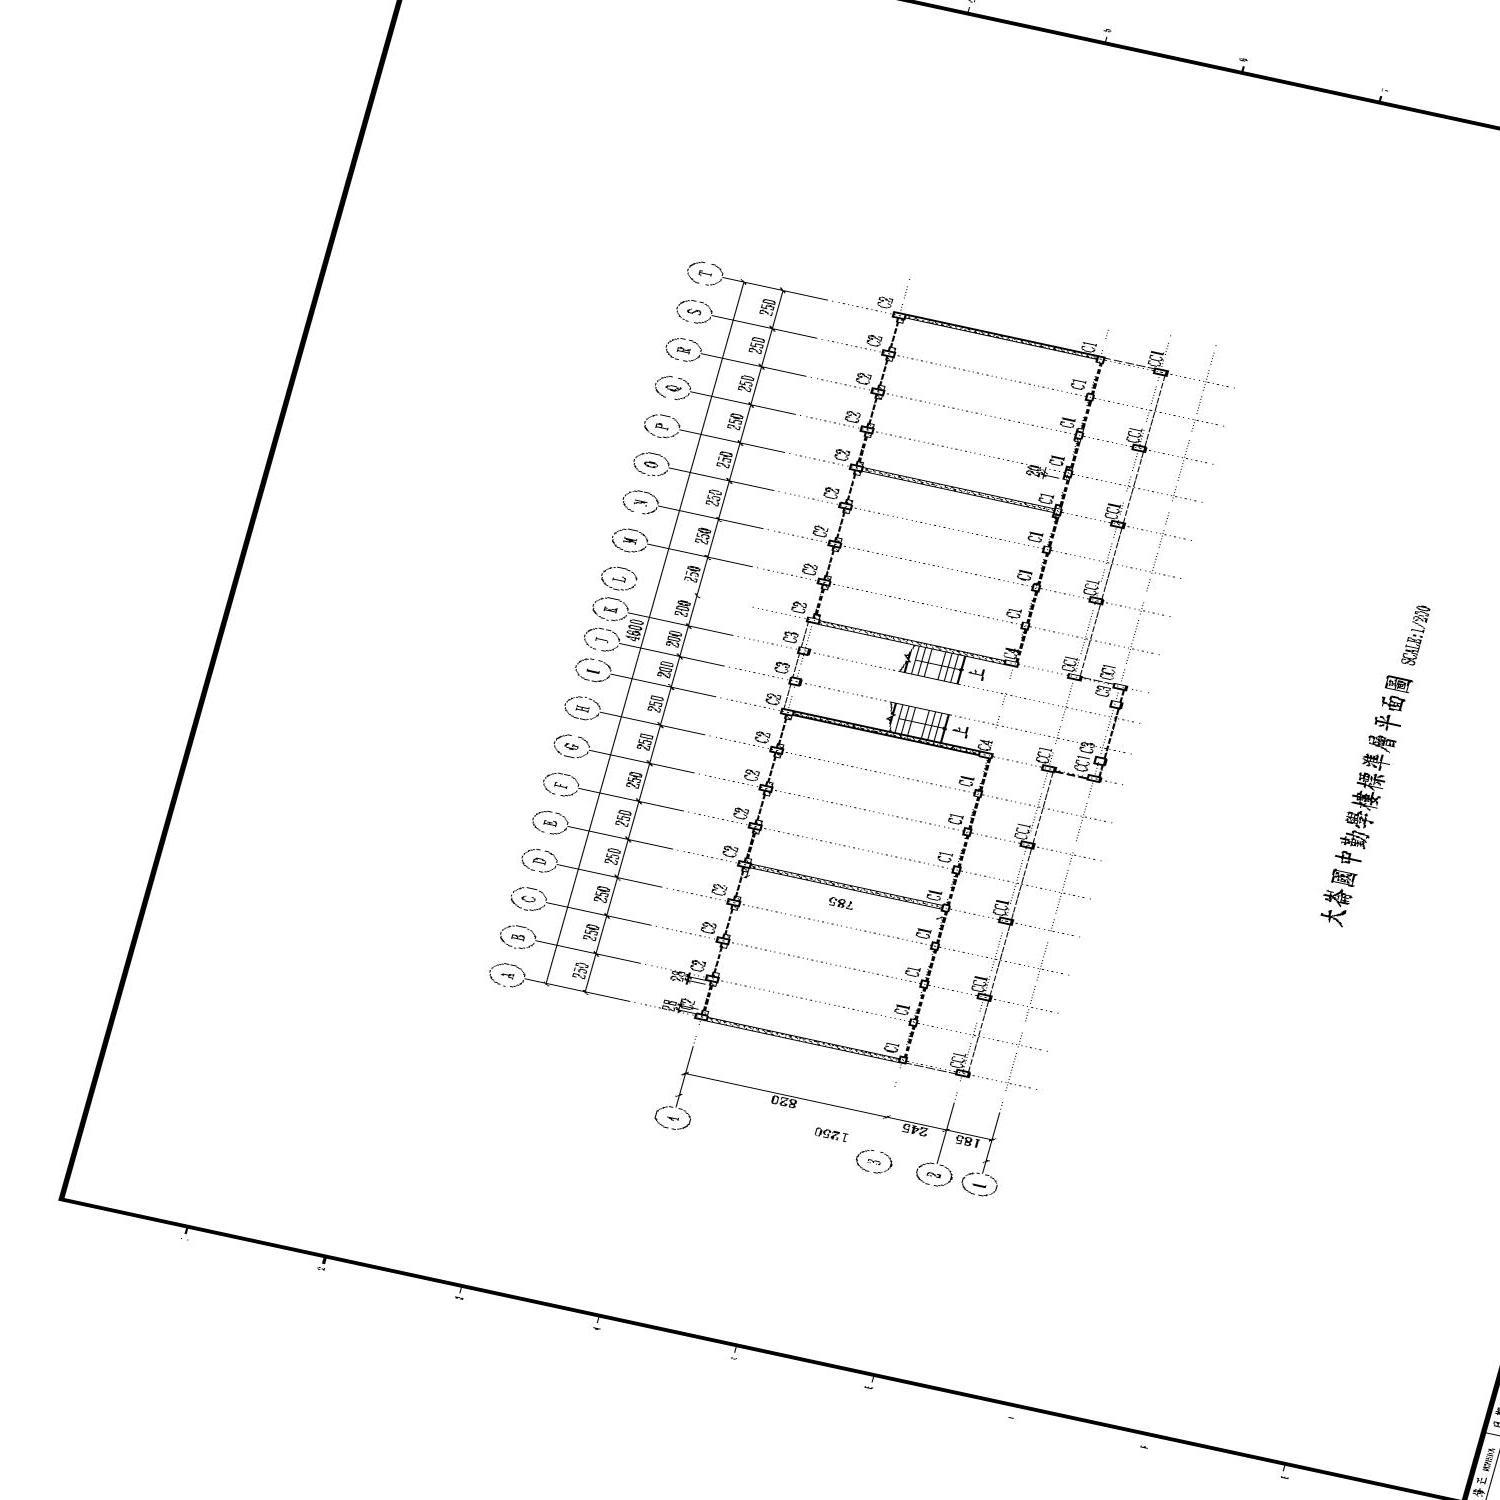 大崙國中勤學樓標準層平面圖 SCALE:1/200
A B C D E F G H I J K L M N O P Q R S T
250 250 250 250 250 250 250 250 200 200 200 250 250 250 250 250 250 250 250
4600
C2 C2 C2 C2 C2 C2 C2 C2 C2 C3 C3 C2 C2 C2 C2 C2 C2 C2 C2 C2
28 28
785
20
上 上
C1 C1 C1 C1 C1 C1 C1 C1 C4 C4 C1 C1 C1 C1 C1 C1 C1 C1
CC1 CC1 CC1 CC1 CC1 CC1 C3 C3 CC1 CC1 CC1 CC1 CC1 CC1
820 245 185
1250
4 3 2 1